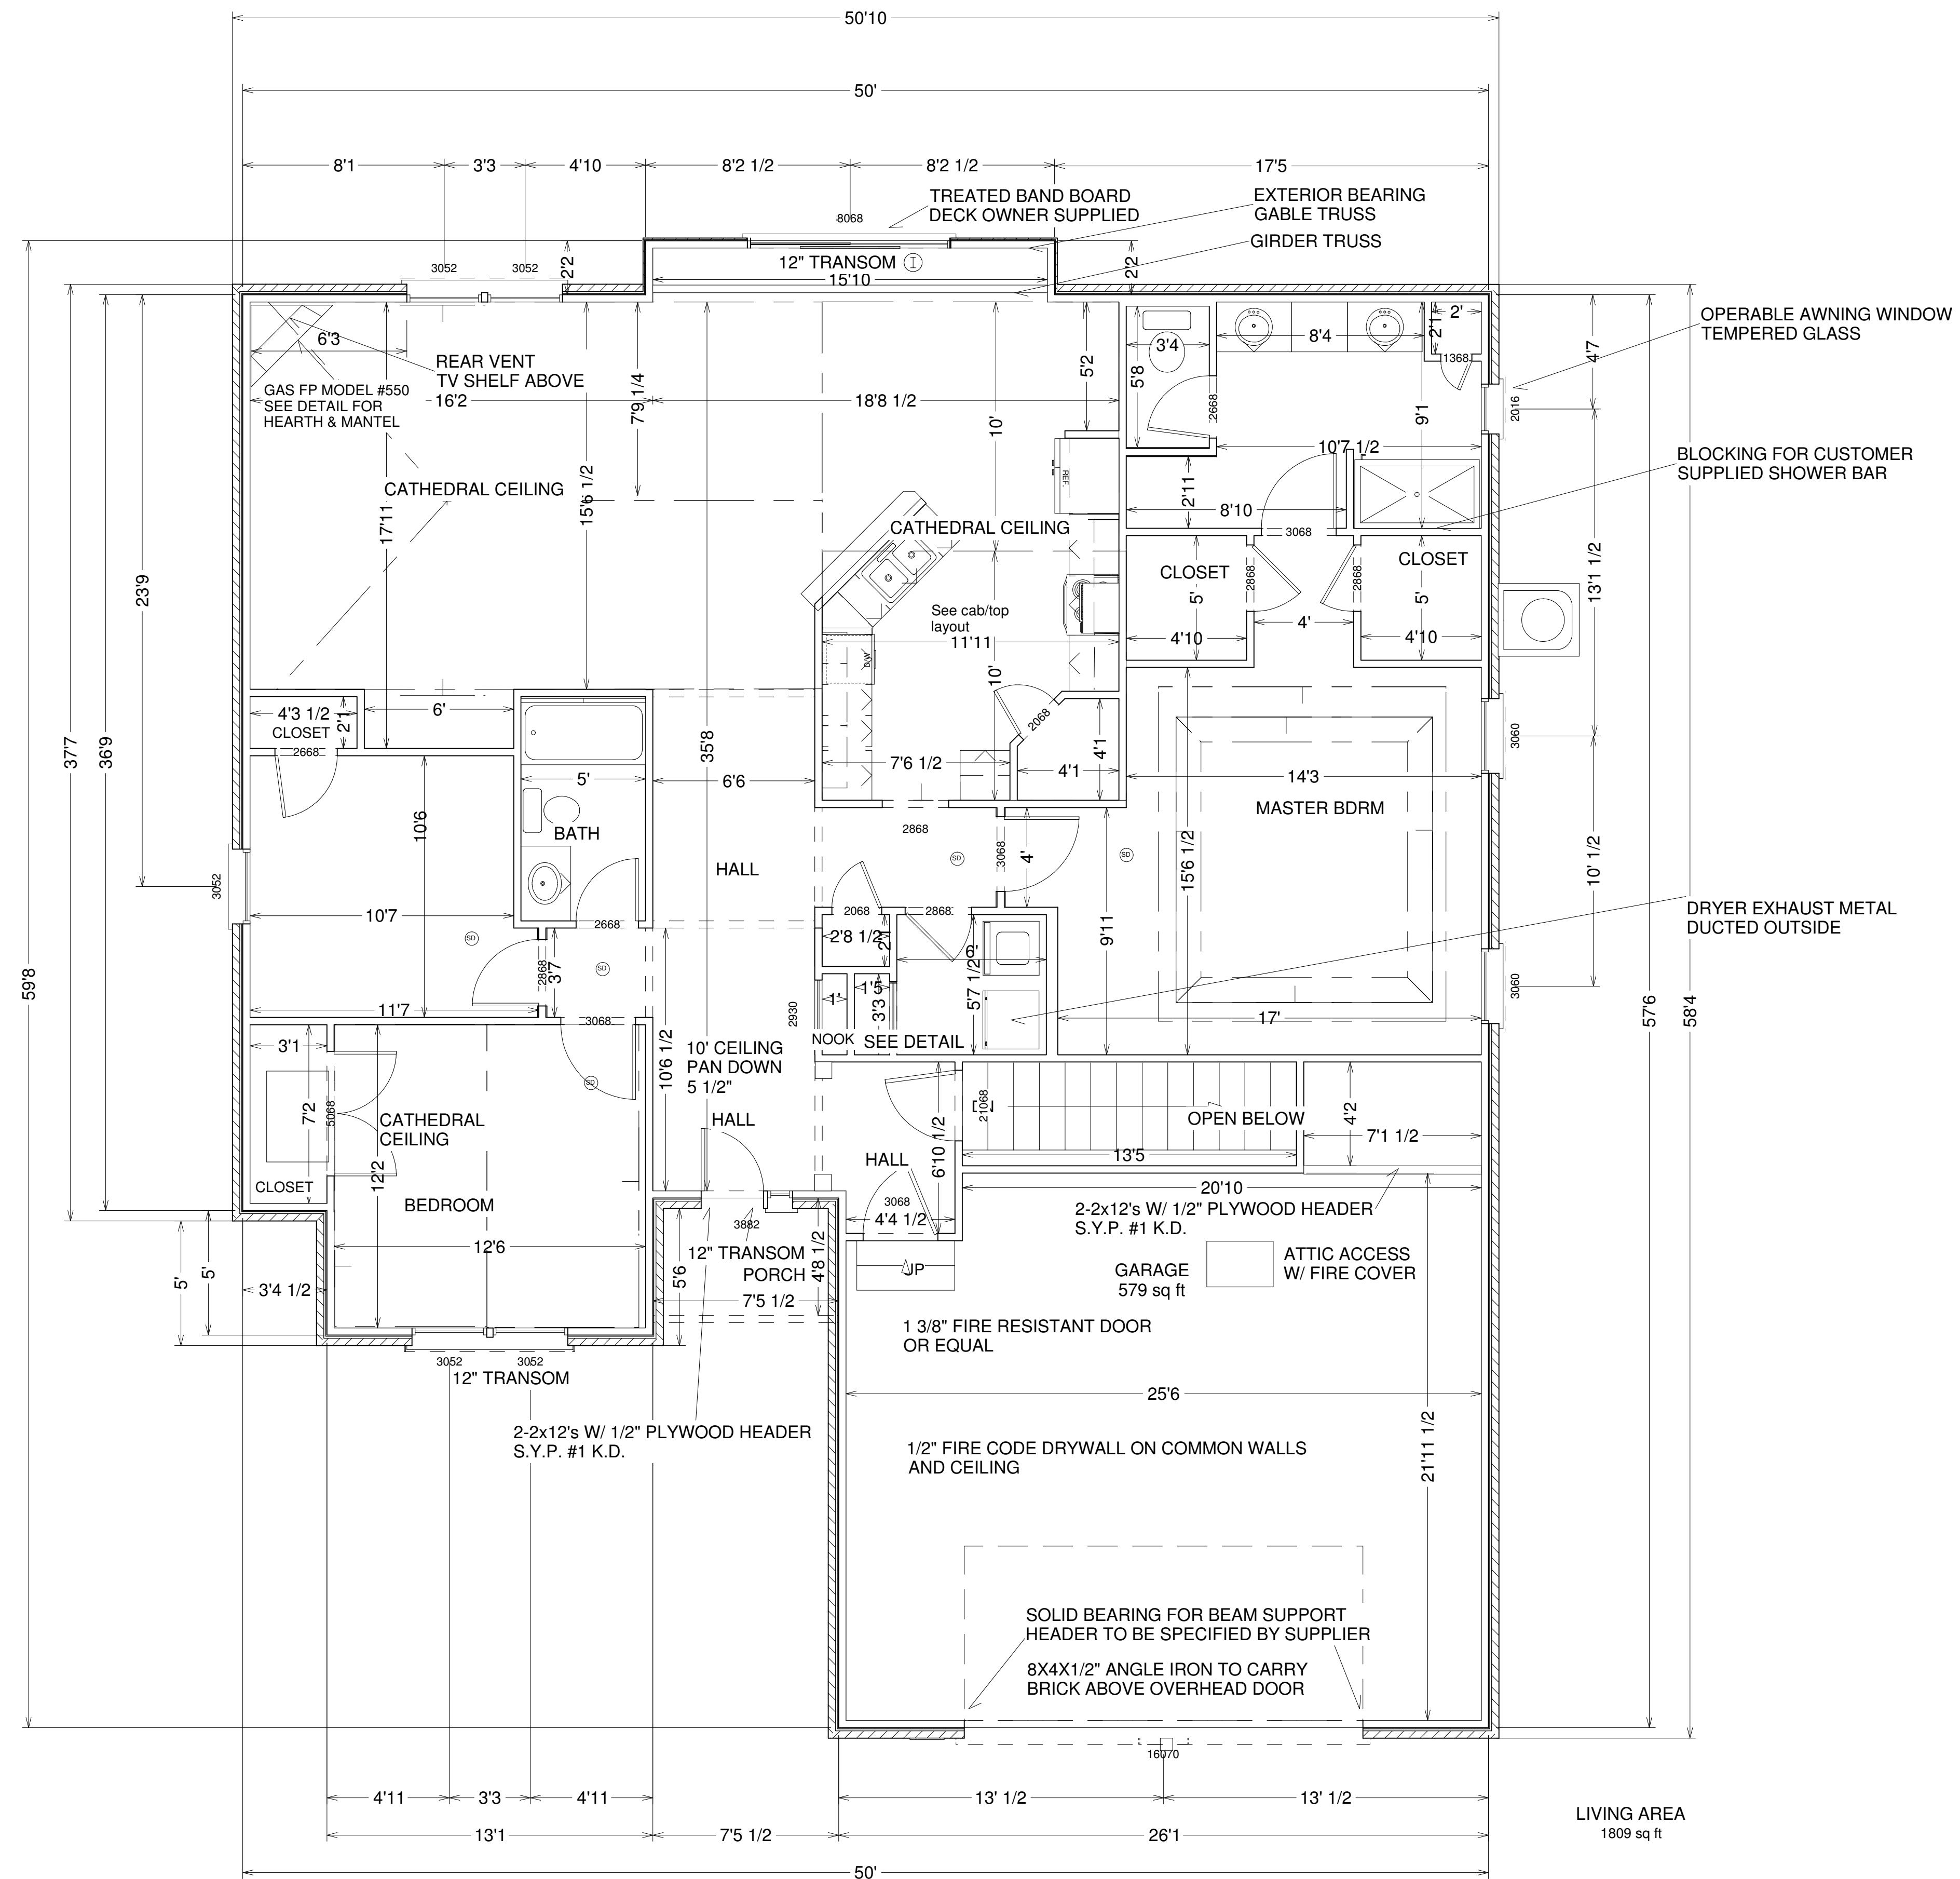 50'10
50'
8'1
3'3
4'10
8'2 1/2
8'2 1/2
17'5
TREATED BAND BOARD
DECK OWNER SUPPLIED
EXTERIOR BEARING
GABLE TRUSS
GIRDER TRUSS
8068
12" TRANSOM
15'10
3052
3052
2'2
2'2
OPERABLE AWNING WINDOW
TEMPERED GLASS
6'3
REAR VENT
TV SHELF ABOVE
GAS FP MODEL #550
SEE DETAIL FOR
HEARTH & MANTEL
16'2
7'9 1/4
18'8 1/2
10'
5'2
3'4
5'8
2668
8'4
2'1
2'
1368
9'1
10'7 1/2
4'7
2016
BLOCKING FOR CUSTOMER
SUPPLIED SHOWER BAR
CATHEDRAL CEILING
17'11
15'6 1/2
REF.
CATHEDRAL CEILING
2'11
8'10
3068
CLOSET
5'
4'10
2868
2868
4'
CLOSET
5'
4'10
13'1 1/2
See cab/top
layout
11'11
D/W
10'
23'9
37'7
36'9
59'8
4'3 1/2
CLOSET
2'1
2668
6'
5'
BATH
35'8
6'6
7'6 1/2
2068
4'1
4'1
14'3
MASTER BDRM
15'6 1/2
3060
10' 1/2
3060
57'6
58'4
10'6
10'7
3052
SD
HALL
2868
SD
3068
4'
SD
9'11
DRYER EXHAUST METAL
DUCTED OUTSIDE
2668
2868
3'7
SD
11'7
3068
2068
2868
2'8 1/2
2'1
6'
5'7 1/2
1'
1'5
3'3
2930
NOOK
SEE DETAIL
17'
3'1
7'2
5068
SD
CATHEDRAL
CEILING
12'2
CLOSET
BEDROOM
12'6
10'6 1/2
10' CEILING
PAN DOWN
5 1/2"
HALL
HALL
6'10 1/2
21068
OPEN BELOW
13'5
4'2
7'1 1/2
20'10
2-2x12's W/ 1/2" PLYWOOD HEADER
S.Y.P. #1 K.D.
3068
4'4 1/2
UP
3882
12" TRANSOM
PORCH
4'8 1/2
5'6
7'5 1/2
5'
5'
3'4 1/2
GARAGE
579 sq ft
ATTIC ACCESS
W/ FIRE COVER
1 3/8" FIRE RESISTANT DOOR
OR EQUAL
3052
3052
12" TRANSOM
25'6
2-2x12's W/ 1/2" PLYWOOD HEADER
S.Y.P. #1 K.D.
1/2" FIRE CODE DRYWALL ON COMMON WALLS
AND CEILING
21'11 1/2
SOLID BEARING FOR BEAM SUPPORT
HEADER TO BE SPECIFIED BY SUPPLIER
8X4X1/2" ANGLE IRON TO CARRY
BRICK ABOVE OVERHEAD DOOR
16070
4'11
3'3
4'11
13' 1/2
13' 1/2
13'1
7'5 1/2
26'1
50'
LIVING AREA
1809 sq ft